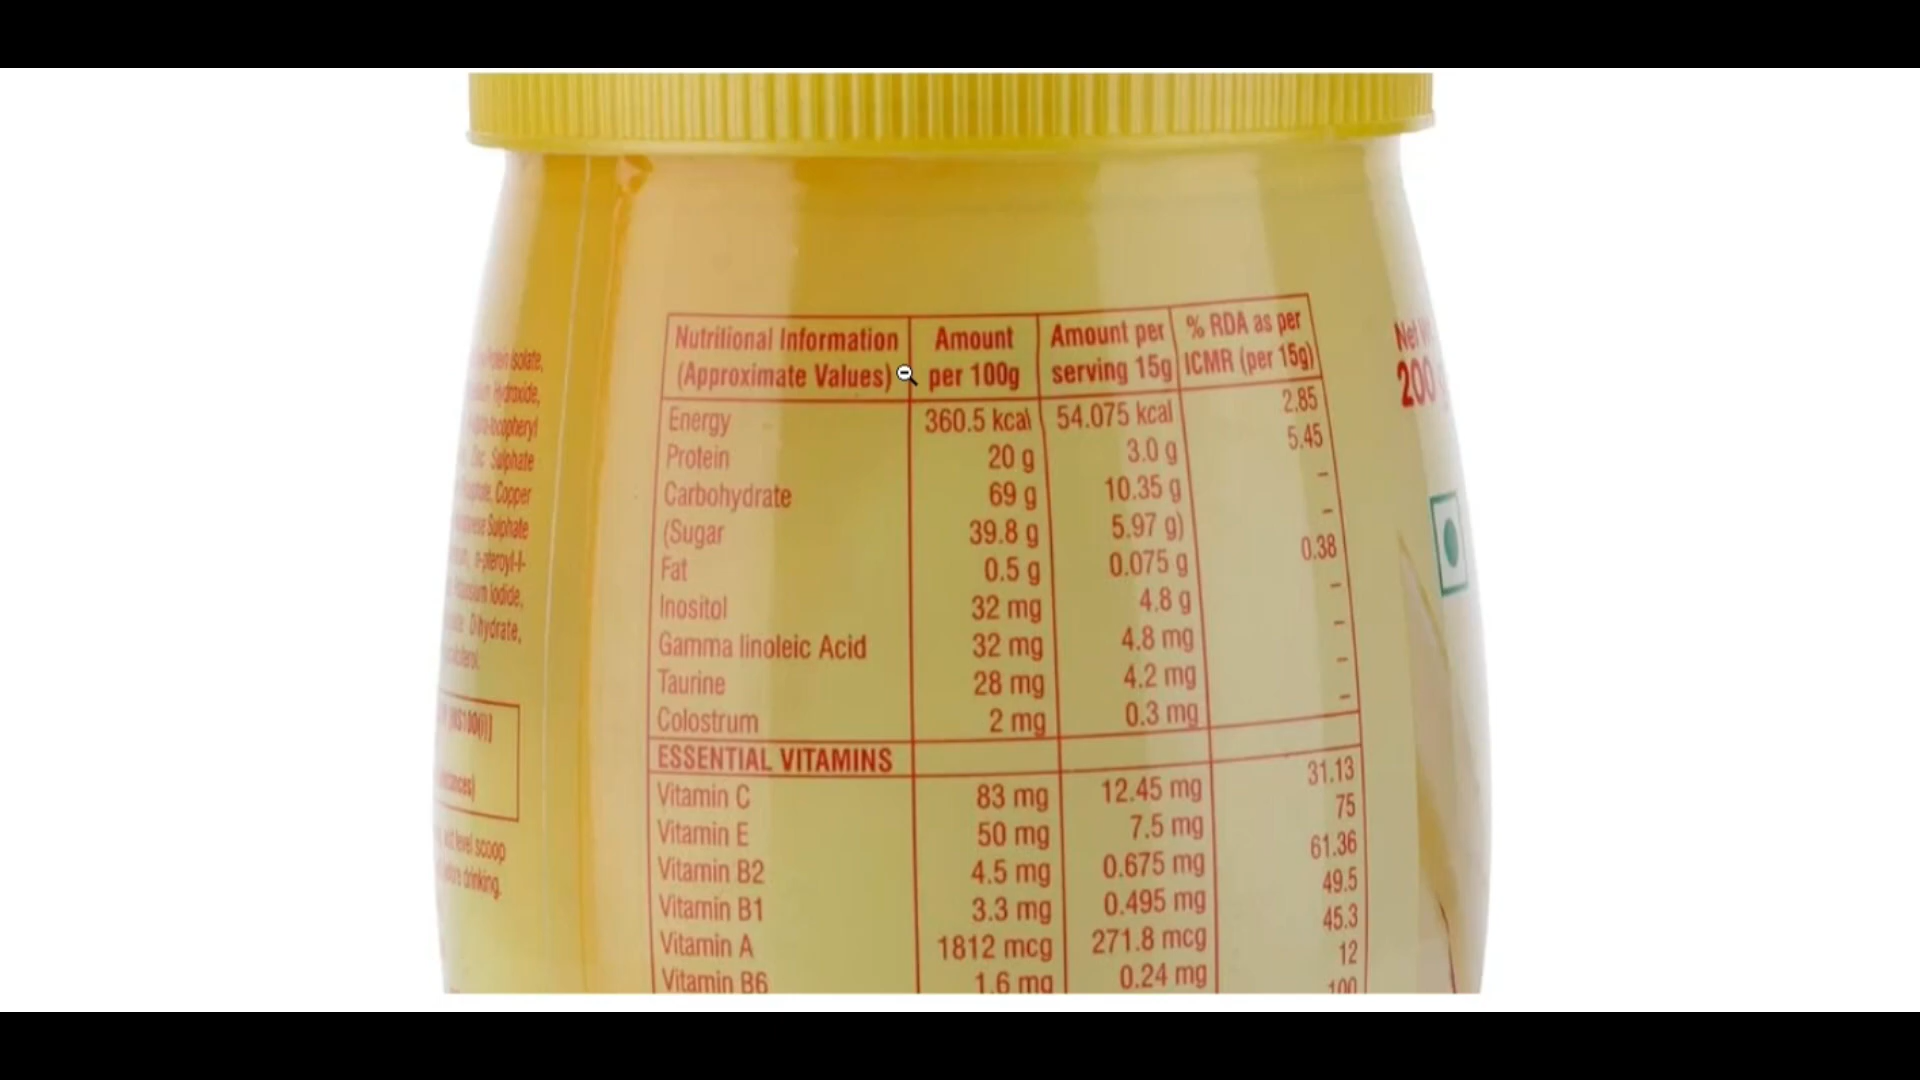 Nutritional Information (Approximate Values) Amount per 100g Amount per serving 15g % RDA as per ICMR (per 15g)
Energy 360.5 kcal 54.075 kcal 2.85
Protein 20 g 3.0 g 5.45
Carbohydrate 69 g 10.35 g –
(Sugar 39.8 g 5.97 g) –
Fat 0.5 g 0.075 g 0.38
Inositol 32 mg 4.8 g –
Gamma linoleic Acid 32 mg 4.8 mg –
Taurine 28 mg 4.2 mg –
Colostrum 2 mg 0.3 mg –
ESSENTIAL VITAMINS
Vitamin C 83 mg 12.45 mg 31.13
Vitamin E 50 mg 7.5 mg 75
Vitamin B2 4.5 mg 0.675 mg 61.36
Vitamin B1 3.3 mg 0.495 mg 49.5
Vitamin A 1812 mcg 271.8 mcg 45.3
Vitamin B6 1.6 mg 0.24 mg 12
100
isolate,
Hydroxide,
Sulphate
Copper
Sulphate
Iodide,
level scoop
drinking.
Net
200